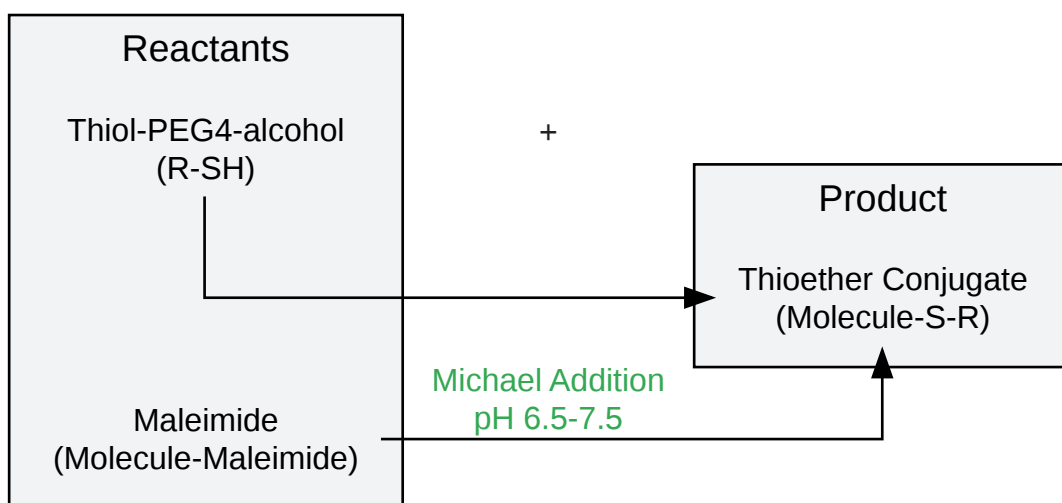 Reactants
Thiol-PEG4-alcohol
(R-SH)
+
Product
Thioether Conjugate
(Molecule-S-R)
Michael Addition
pH 6.5-7.5
Maleimide
(Molecule-Maleimide)